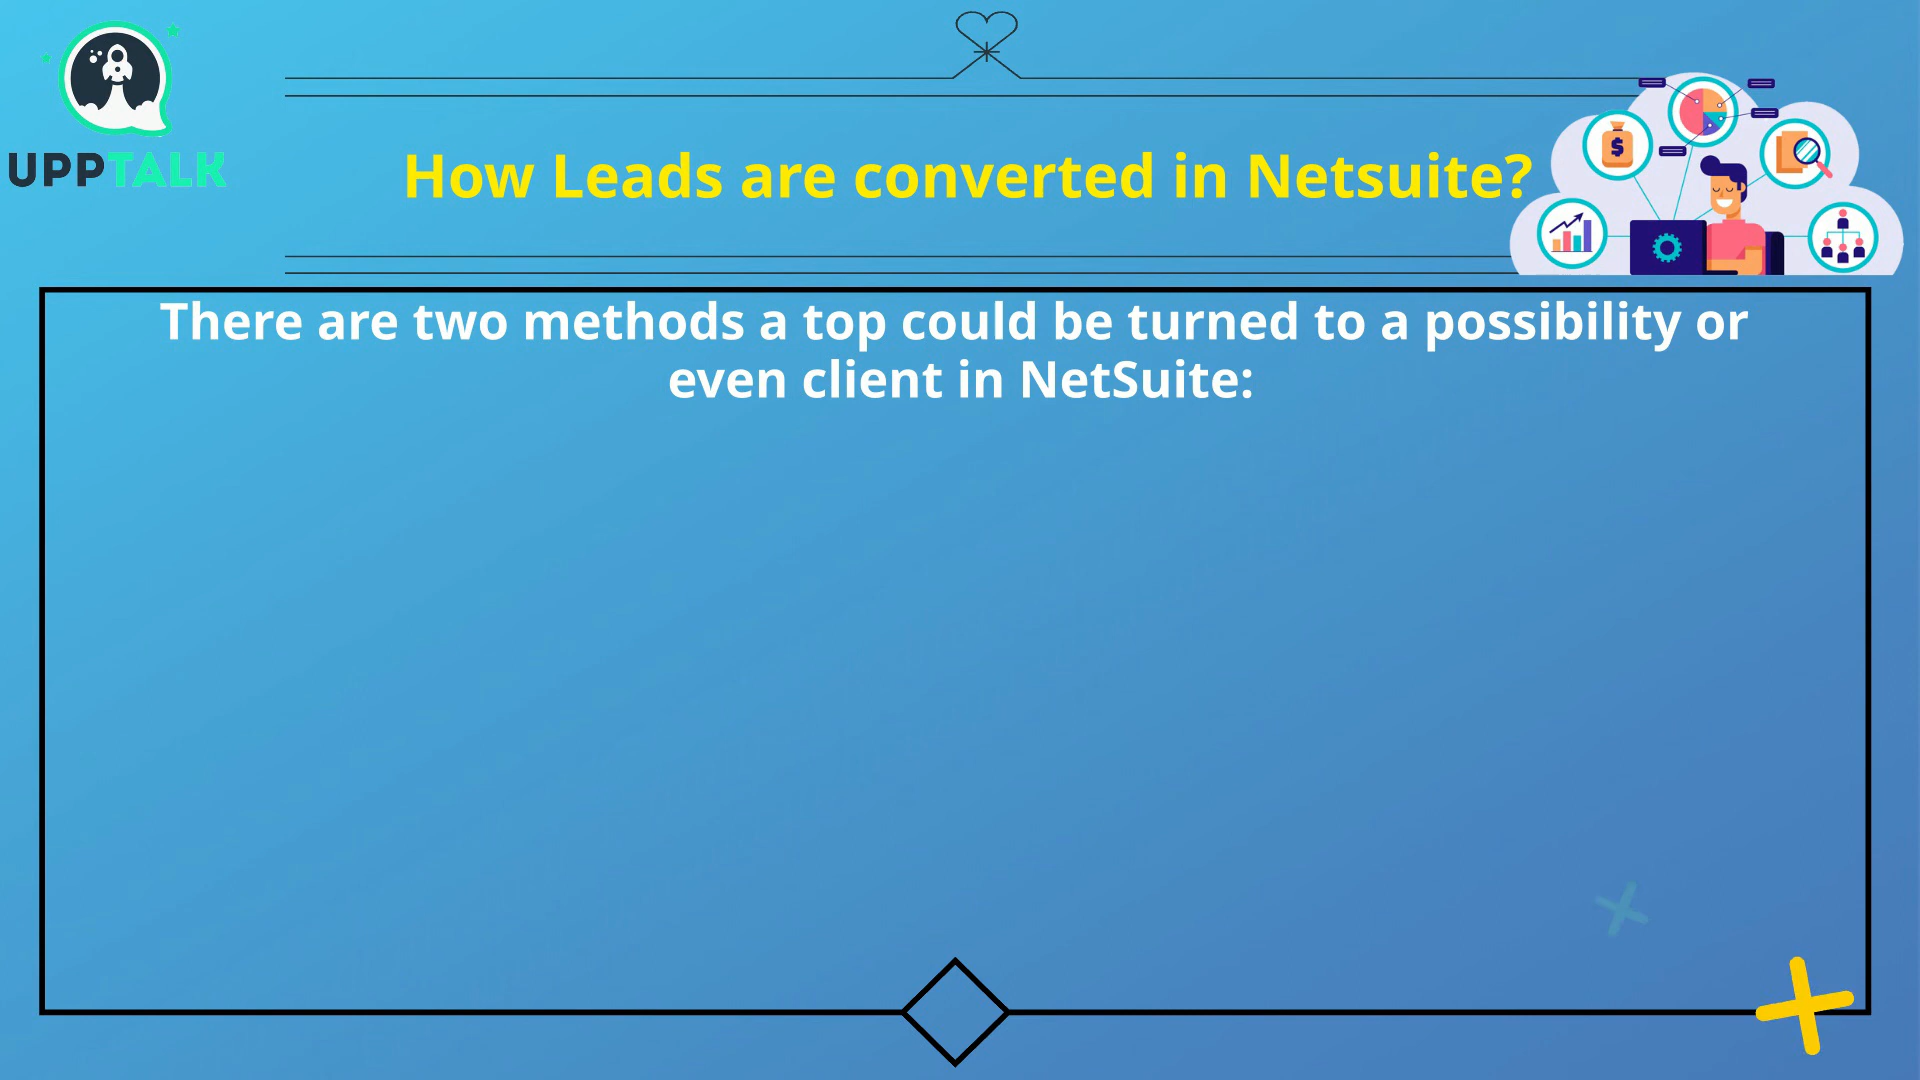 UPPTALK
How Leads are converted in Netsuite?
There are two methods a top could be turned to a possibility or
even client in NetSuite: